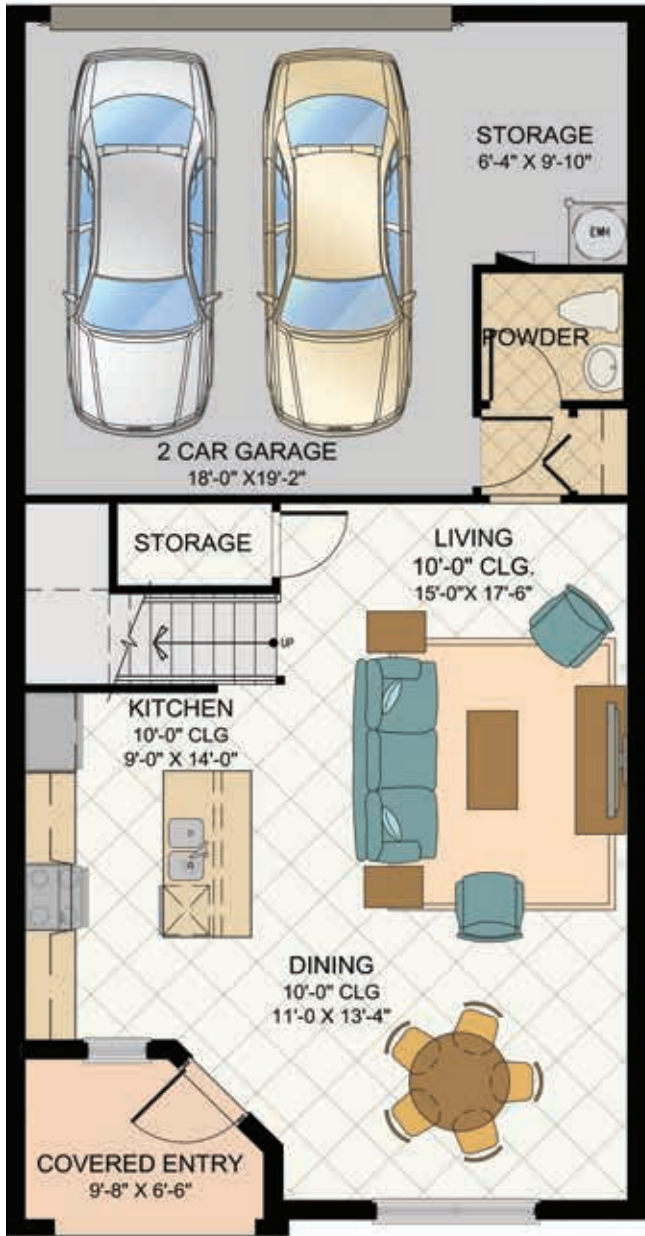 STORAGE
6'-4" X 9'-10"
EWH
POWDER
2 CAR GARAGE
18'-0" X19'-2"
STORAGE
LIVING
10'-0" CLG.
15'-0"X 17'-6"
UP
KITCHEN
10'-0" CLG
9'-0" X 14'-0"
DINING
10'-0" CLG
11'-0 X 13'-4"
COVERED ENTRY
9'-8" X 6'-6"